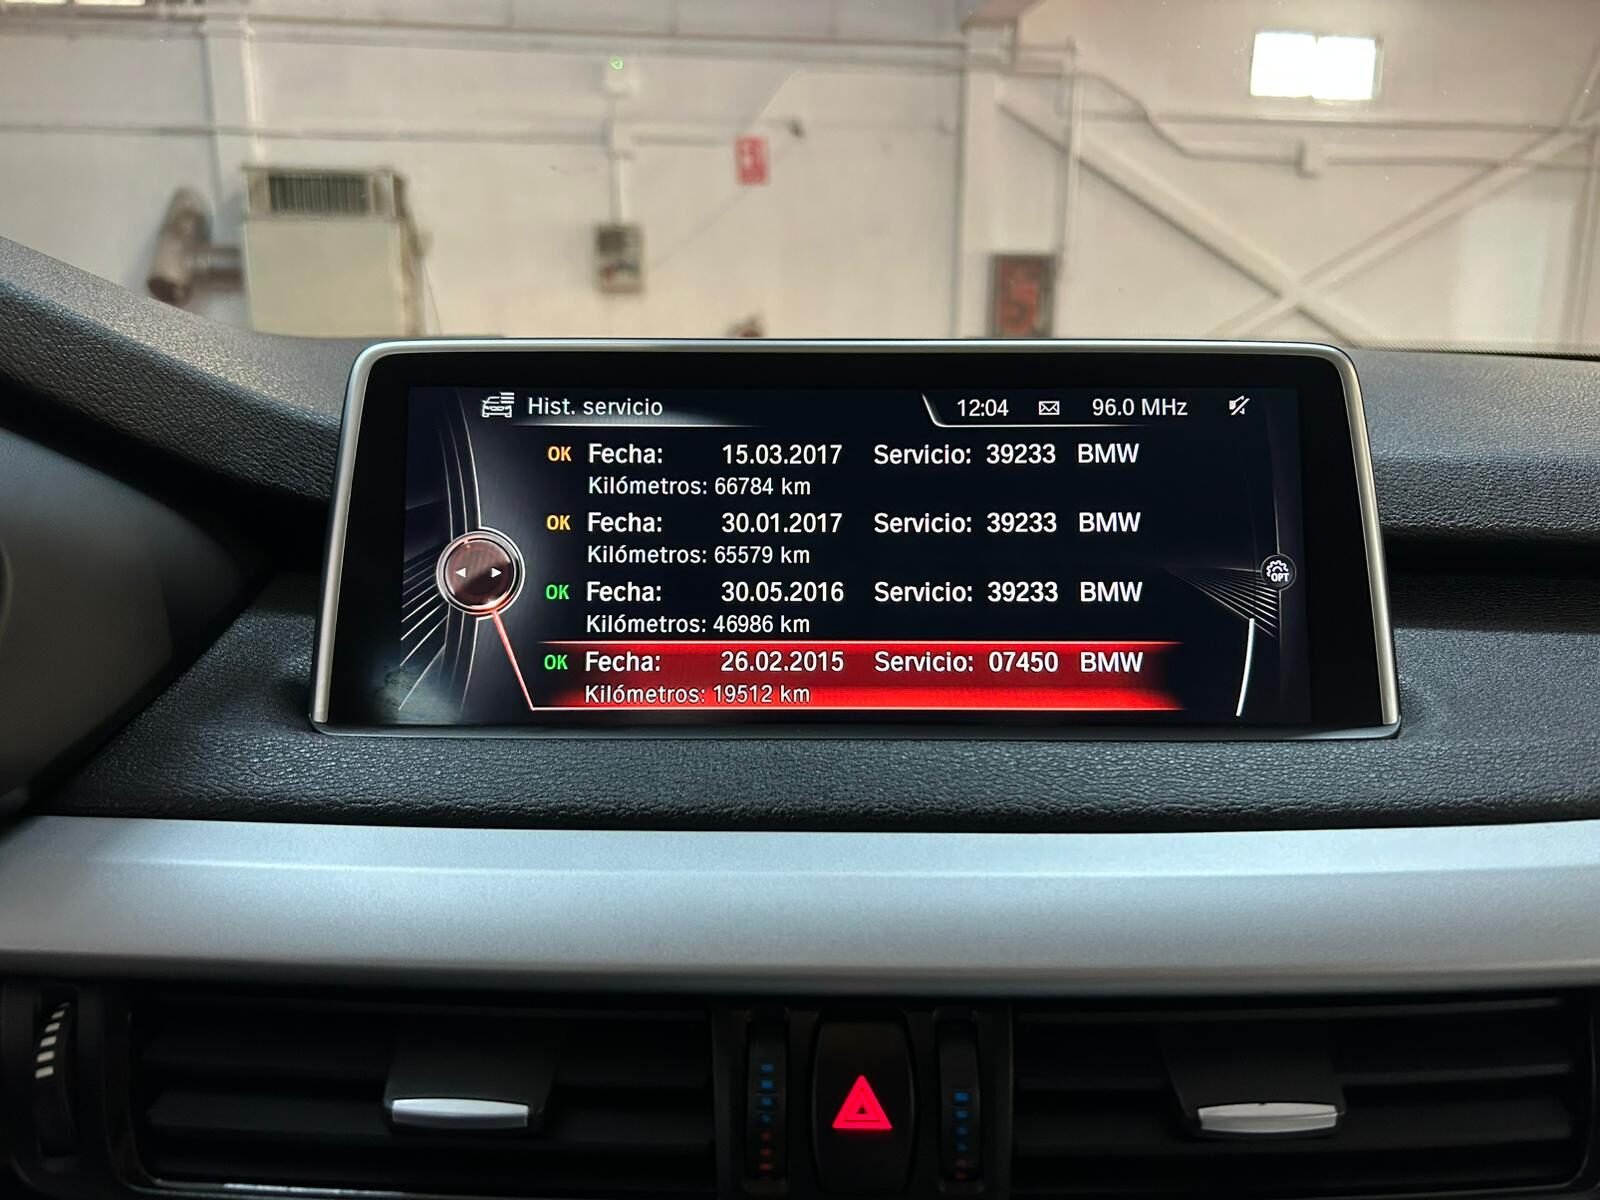 Hist. servicio 12:04 96.0 MHz
OK Fecha: 15.03.2017 Servicio: 39233 BMW
Kilómetros: 66784 km
OK Fecha: 30.01.2017 Servicio: 39233 BMW
Kilómetros: 65579 km
OK Fecha: 30.05.2016 Servicio: 39233 BMW
Kilómetros: 46986 km
OPT
OK Fecha: 26.02.2015 Servicio: 07450 BMW
Kilómetros: 19512 km